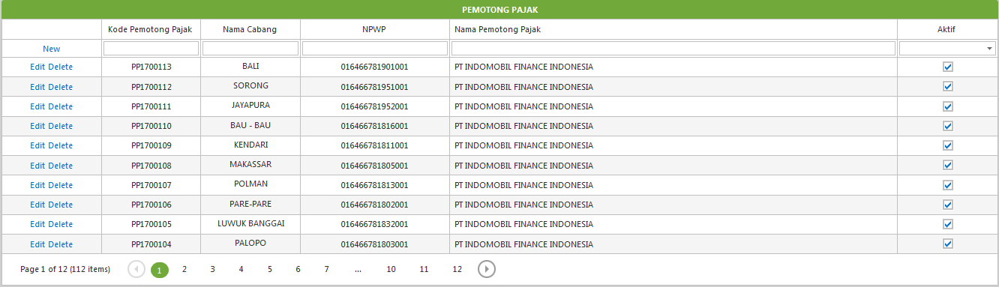 PEMOTONG PAJAK
Kode Pemotong Pajak Nama Cabang NPWP Nama Pemotong Pajak Aktif
New
Edit Delete PP1700113 BALI 016466781901001 PT INDOMOBIL FINANCE INDONESIA
Edit Delete PP1700112 SORONG 016466781951001 PT INDOMOBIL FINANCE INDONESIA
Edit Delete PP1700111 JAYAPURA 016466781952001 PT INDOMOBIL FINANCE INDONESIA
Edit Delete PP1700110 BAU - BAU 016466781816001 PT INDOMOBIL FINANCE INDONESIA
Edit Delete PP1700109 KENDARI 016466781811001 PT INDOMOBIL FINANCE INDONESIA
Edit Delete PP1700108 MAKASSAR 016466781805001 PT INDOMOBIL FINANCE INDONESIA
Edit Delete PP1700107 POLMAN 016466781813001 PT INDOMOBIL FINANCE INDONESIA
Edit Delete PP1700106 PARE-PARE 016466781802001 PT INDOMOBIL FINANCE INDONESIA
Edit Delete PP1700105 LUWUK BANGGAI 016466781832001 PT INDOMOBIL FINANCE INDONESIA
Edit Delete PP1700104 PALOPO 016466781803001 PT INDOMOBIL FINANCE INDONESIA
Page 1 of 12 (112 items) 1 2 3 4 5 6 7 ... 10 11 12